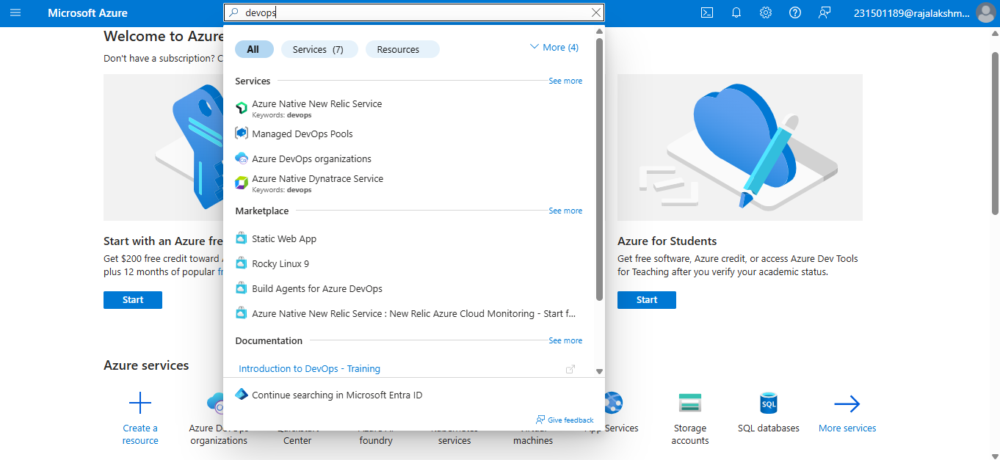 Microsoft Azure
devops
231501189@rajalakshm...
Welcome to Azure
Don't have a subscription?
All
Services (7)
Resources
More (4)
Services
See more
Azure Native New Relic Service
Keywords: devops
Managed DevOps Pools
Azure DevOps organizations
Azure Native Dynatrace Service
Keywords: devops
Marketplace
See more
Static Web App
Rocky Linux 9
Build Agents for Azure DevOps
Azure Native New Relic Service : New Relic Azure Cloud Monitoring - Start f...
Documentation
See more
Introduction to DevOps - Training
Continue searching in Microsoft Entra ID
Give feedback
Start with an Azure fre
Get $200 free credit toward
plus 12 months of popular
Start
Azure for Students
Get free software, Azure credit, or access Azure Dev Tools
for Teaching after you verify your academic status.
Start
Azure services
Create a
resource
Azure DevOps
organizations
Center
foundry
services
machines
App Services
Storage
accounts
SQL
SQL databases
More services